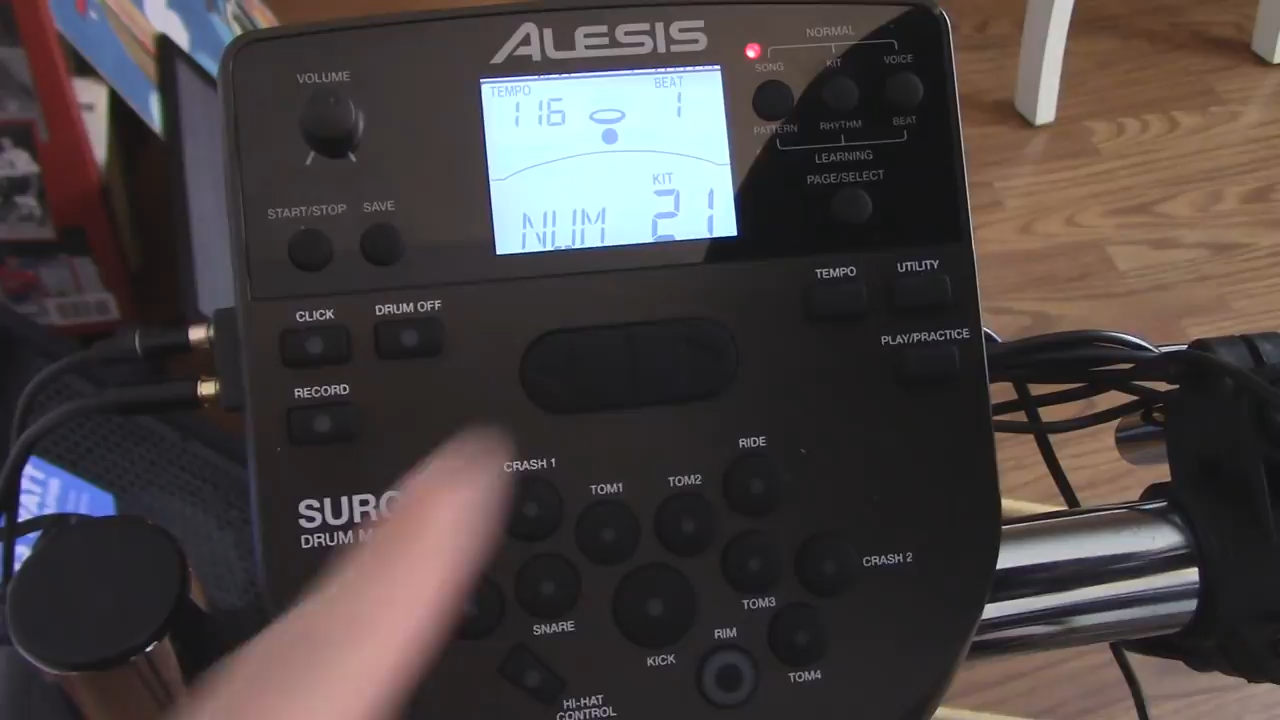 ALESIS
NORMAL
VOLUME
SONG
KIT
VOICE
TEMPO
BEAT
116
1
PATTERN
RHYTHM
BEAT
LEARNING
PAGE/SELECT
KIT
NUM
21
START/STOP
SAVE
TEMPO
UTILITY
CLICK
DRUM OFF
PLAY/PRACTICE
RECORD
RIDE
CRASH 1
TOM1
TOM2
DRUM
CRASH 2
TOM3
SNARE
RIM
KICK
TOM4
HI-HAT
CONTROL